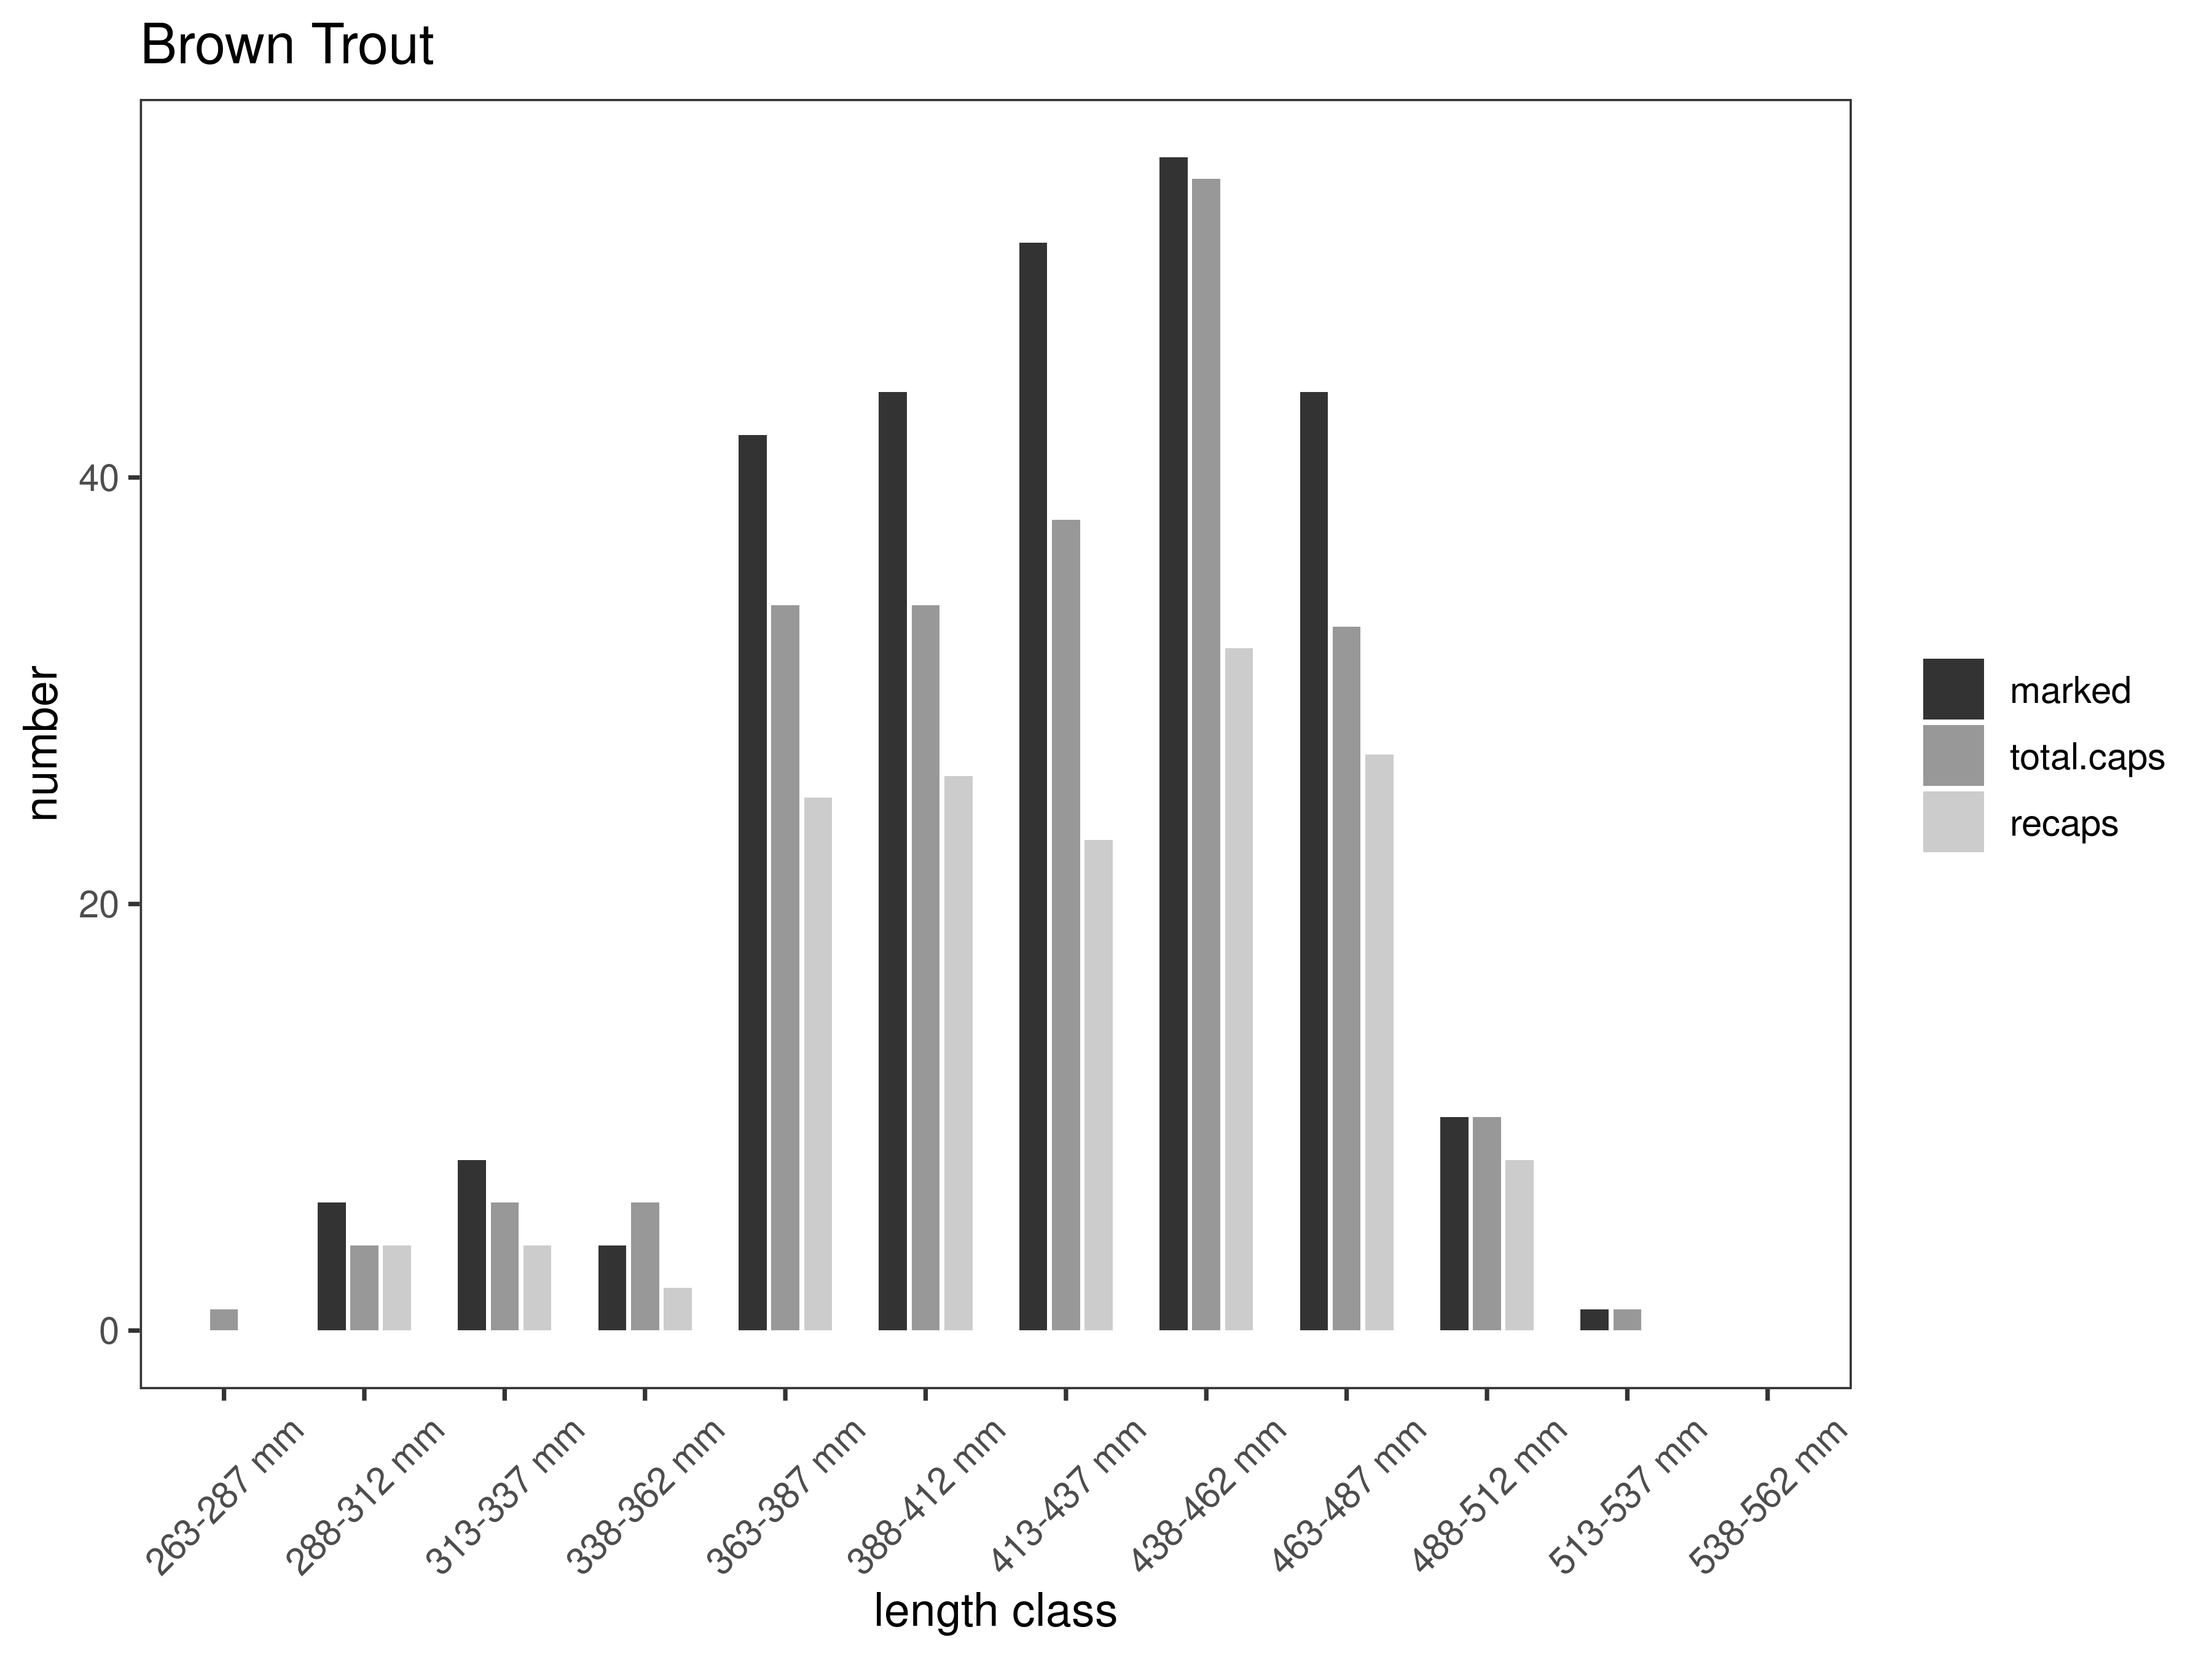 Brown Trout
number
40
20
0
263-287 mm
288-312 mm
313-337 mm
338-362 mm
363-387 mm
388-412 mm
413-437 mm
438-462 mm
463-487 mm
488-512 mm
513-537 mm
538-562 mm
length class
marked
total.caps
recaps